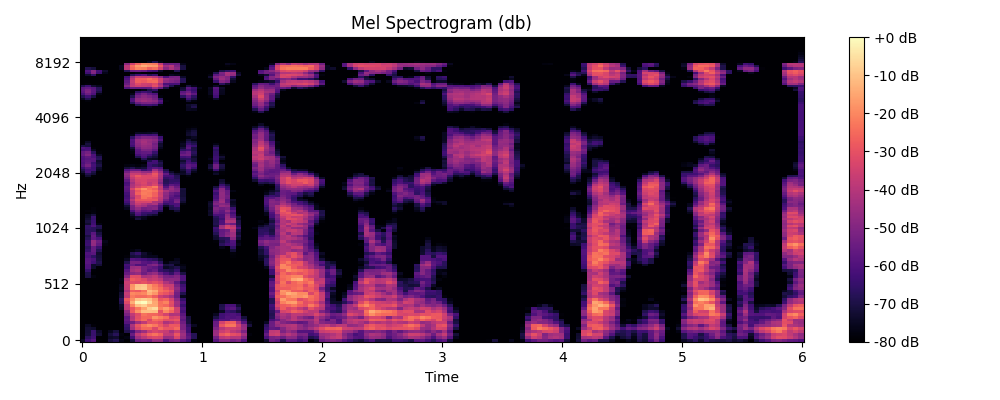 Mel Spectrogram (db)
8192
4096
2048
1024
512
0
Hz
0 1 2 3 4 5 6
Time
+0 dB
-10 dB
-20 dB
-30 dB
-40 dB
-50 dB
-60 dB
-70 dB
-80 dB